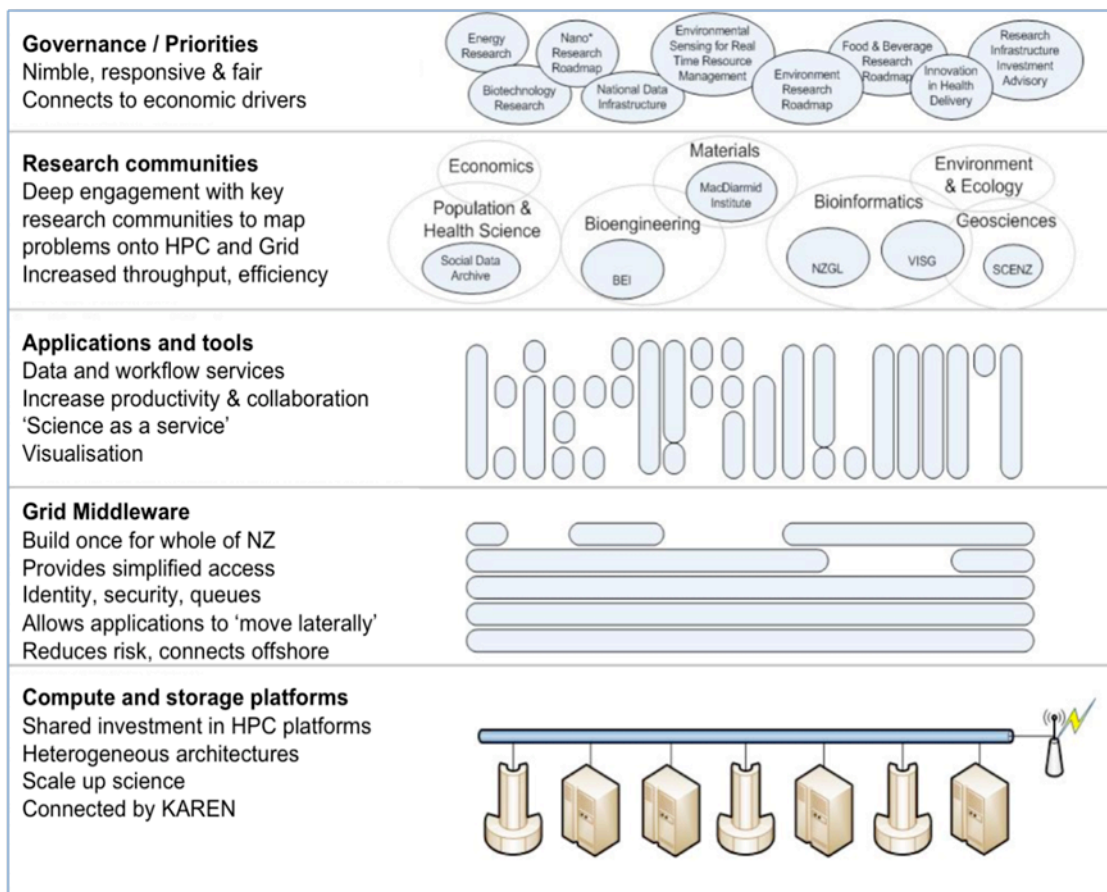 Governance / Priorities
Nimble, responsive & fair
Connects to economic drivers
Energy
Research
Biotechnology
Research
Nano*
Research
Roadmap
National Data
Infrastructure
Environmental
Sensing for Real
Time Resource
Management
Environment
Research
Roadmap
Food & Beverage
Research
Roadmap
Innovation
in Health
Delivery
Research
Infrastructure
Investment
Advisory
Research communities
Deep engagement with key
research communities to map
problems onto HPC and Grid
Increased throughput, efficiency
Economics
Population &
Health Science
Social Data
Archive
Bioengineering
BEI
Materials
MacDiarmid
Institute
Bioinformatics
NZGL
VISG
Environment
& Ecology
Geosciences
SCENZ
Applications and tools
Data and workflow services
Increase productivity & collaboration
‘Science as a service’
Visualisation
Grid Middleware
Build once for whole of NZ
Provides simplified access
Identity, security, queues
Allows applications to ‘move laterally’
Reduces risk, connects offshore
Compute and storage platforms
Shared investment in HPC platforms
Heterogeneous architectures
Scale up science
Connected by KAREN